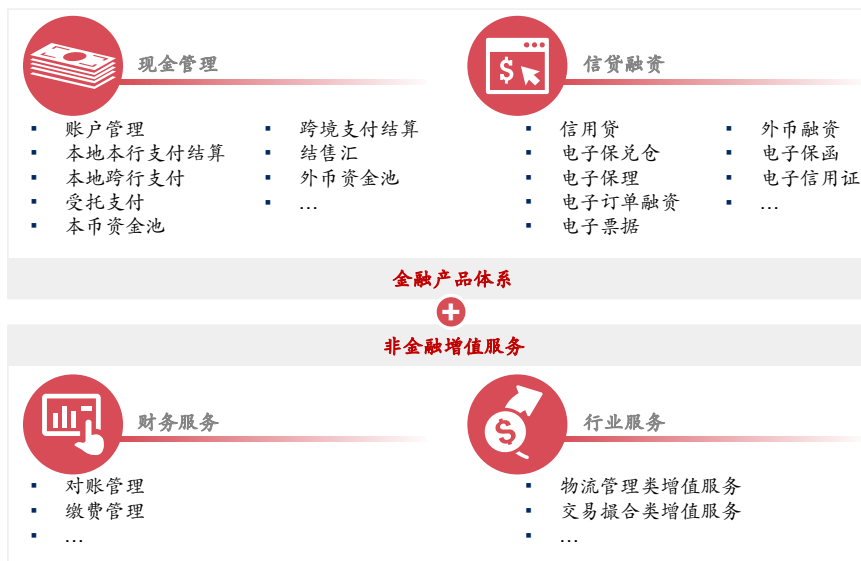 现金管理
账户管理
本地本行支付结算
本地跨行支付
受托支付
本币资金池
跨境支付结算
结售汇
外币资金池
…
信贷融资
信用贷
电子保兑仓
电子保理
电子订单融资
电子票据
外币融资
电子保函
电子信用证
…
金融产品体系
非金融增值服务
财务服务
对账管理
缴费管理
…
行业服务
物流管理类增值服务
交易撮合类增值服务
…